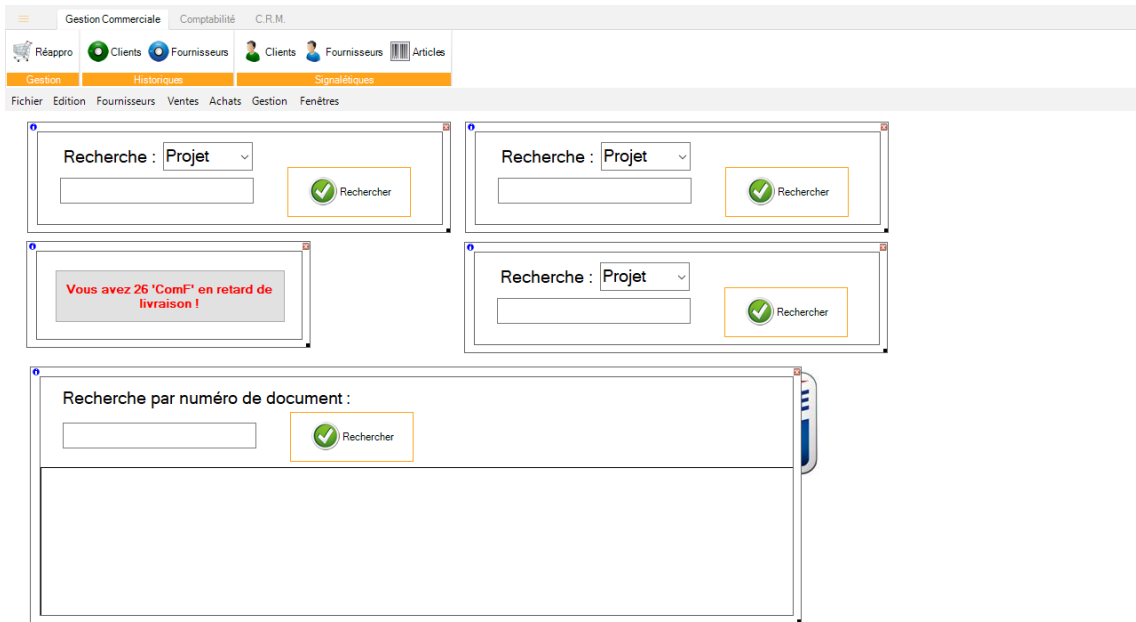 Gestion Commerciale Comptabilité C.R.M.
Réappro Clients Fournisseurs Clients Fournisseurs Articles
Gestion Historiques Signalétiques
Fichier Edition Fournisseurs Ventes Achats Gestion Fenêtres
Recherche : Projet
Rechercher
Recherche : Projet
Rechercher
Vous avez 26 'ComF' en retard de
livraison !
Recherche : Projet
Rechercher
Recherche par numéro de document :
Rechercher
E